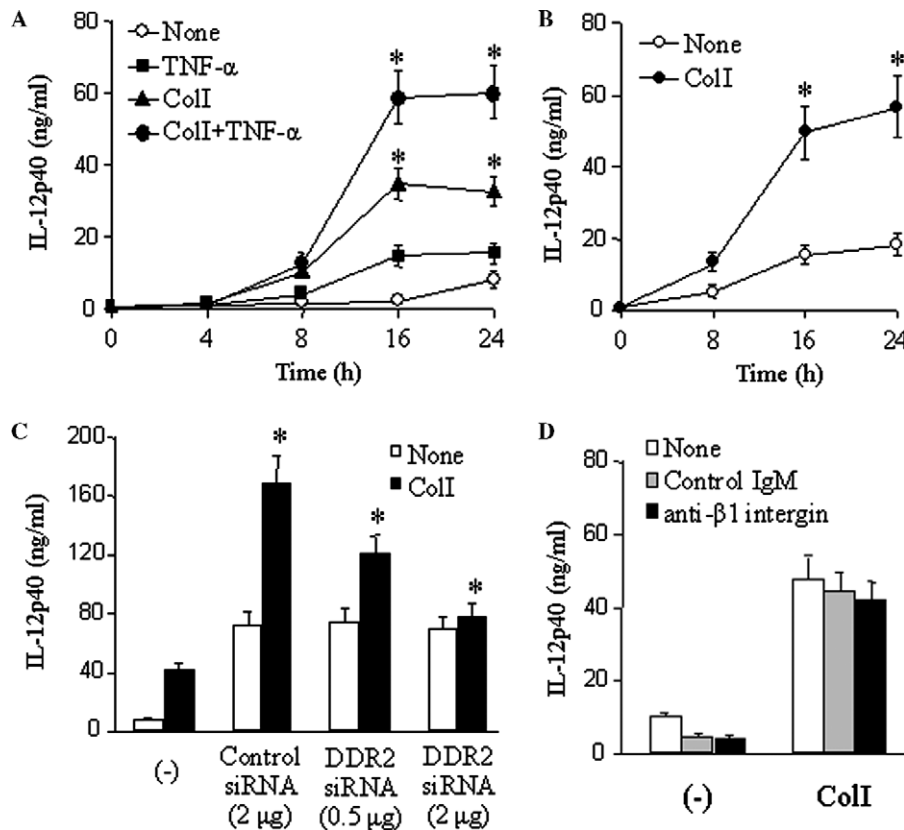 A
80
60
40
20
0
IL-12p40 (ng/ml)
None
TNF-α
ColI
ColI+TNF-α
*
*
*
*
0
4
8
16
24
Time (h)
B
80
60
40
20
0
IL-12p40 (ng/ml)
None
ColI
*
*
0
8
16
24
Time (h)
C
200
160
120
80
40
0
IL-12p40 (ng/ml)
None
ColI
*
*
*
(-)
Control
siRNA
(2 μg)
DDR2
siRNA
(0.5 μg)
DDR2
siRNA
(2 μg)
D
80
60
40
20
0
IL-12p40 (ng/ml)
None
Control IgM
anti-β1 intergin
(-)
ColI